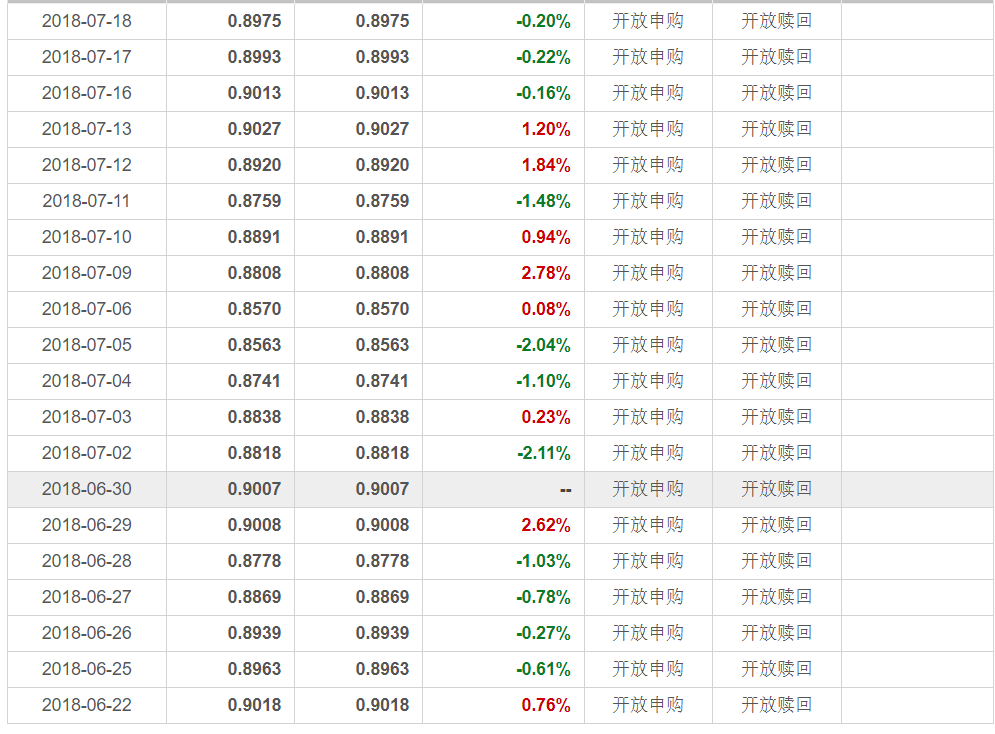 2018-07-18 0.8975 0.8975 -0.20% 开放申购 开放赎回
2018-07-17 0.8993 0.8993 -0.22% 开放申购 开放赎回
2018-07-16 0.9013 0.9013 -0.16% 开放申购 开放赎回
2018-07-13 0.9027 0.9027 1.20% 开放申购 开放赎回
2018-07-12 0.8920 0.8920 1.84% 开放申购 开放赎回
2018-07-11 0.8759 0.8759 -1.48% 开放申购 开放赎回
2018-07-10 0.8891 0.8891 0.94% 开放申购 开放赎回
2018-07-09 0.8808 0.8808 2.78% 开放申购 开放赎回
2018-07-06 0.8570 0.8570 0.08% 开放申购 开放赎回
2018-07-05 0.8563 0.8563 -2.04% 开放申购 开放赎回
2018-07-04 0.8741 0.8741 -1.10% 开放申购 开放赎回
2018-07-03 0.8838 0.8838 0.23% 开放申购 开放赎回
2018-07-02 0.8818 0.8818 -2.11% 开放申购 开放赎回
2018-06-30 0.9007 0.9007 -- 开放申购 开放赎回
2018-06-29 0.9008 0.9008 2.62% 开放申购 开放赎回
2018-06-28 0.8778 0.8778 -1.03% 开放申购 开放赎回
2018-06-27 0.8869 0.8869 -0.78% 开放申购 开放赎回
2018-06-26 0.8939 0.8939 -0.27% 开放申购 开放赎回
2018-06-25 0.8963 0.8963 -0.61% 开放申购 开放赎回
2018-06-22 0.9018 0.9018 0.76% 开放申购 开放赎回